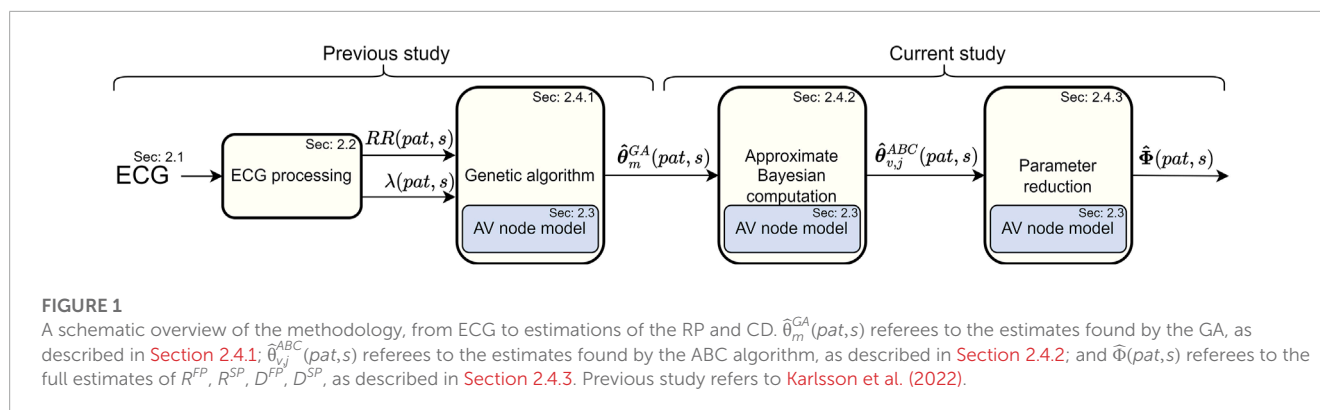 Previous study
Current study
Sec: 2.1
ECG
Sec: 2.2
ECG processing
RR(pat, s)
λ(pat, s)
Sec: 2.4.1
Genetic algorithm
Sec: 2.3
AV node model
θ̂_m^{GA}(pat, s)
Sec: 2.4.2
Approximate
Bayesian
computation
Sec: 2.3
AV node model
θ̂_{v,j}^{ABC}(pat, s)
Sec: 2.4.3
Parameter
reduction
Sec: 2.3
AV node model
Φ̂(pat, s)
FIGURE 1
A schematic overview of the methodology, from ECG to estimations of the RP and CD. θ̂_m^{GA}(pat,s) referees to the estimates found by the GA, as
described in Section 2.4.1; θ̂_{v,j}^{ABC}(pat,s) referees to the estimates found by the ABC algorithm, as described in Section 2.4.2; and Φ̂(pat,s) referees to the
full estimates of R^{FP}, R^{SP}, D^{FP}, D^{SP}, as described in Section 2.4.3. Previous study refers to Karlsson et al. (2022).